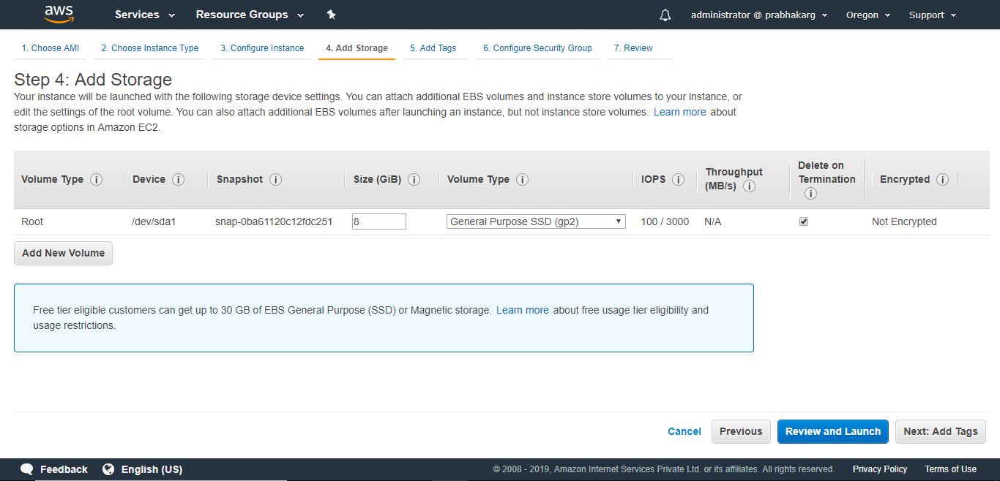 aws Services Resource Groups administrator @ prabhakarg Oregon Support
1. Choose AMI 2. Choose Instance Type 3. Configure Instance 4. Add Storage 5. Add Tags 6. Configure Security Group 7. Review
Step 4: Add Storage
Your instance will be launched with the following storage device settings. You can attach additional EBS volumes and instance store volumes to your instance, or
edit the settings of the root volume. You can also attach additional EBS volumes after launching an instance, but not instance store volumes. Learn more about
storage options in Amazon EC2.
Volume Type i Device i Snapshot i Size (GiB) i Volume Type i IOPS i Throughput (MB/s) i Delete on Termination i Encrypted i
Root /dev/sda1 snap-0ba61120c12fdc251 8 General Purpose SSD (gp2) 100 / 3000 N/A Not Encrypted
Add New Volume
Free tier eligible customers can get up to 30 GB of EBS General Purpose (SSD) or Magnetic storage. Learn more about free usage tier eligibility and
usage restrictions.
Cancel Previous Review and Launch Next: Add Tags
Feedback English (US) © 2008 - 2019, Amazon Internet Services Private Ltd. or its affiliates. All rights reserved. Privacy Policy Terms of Use